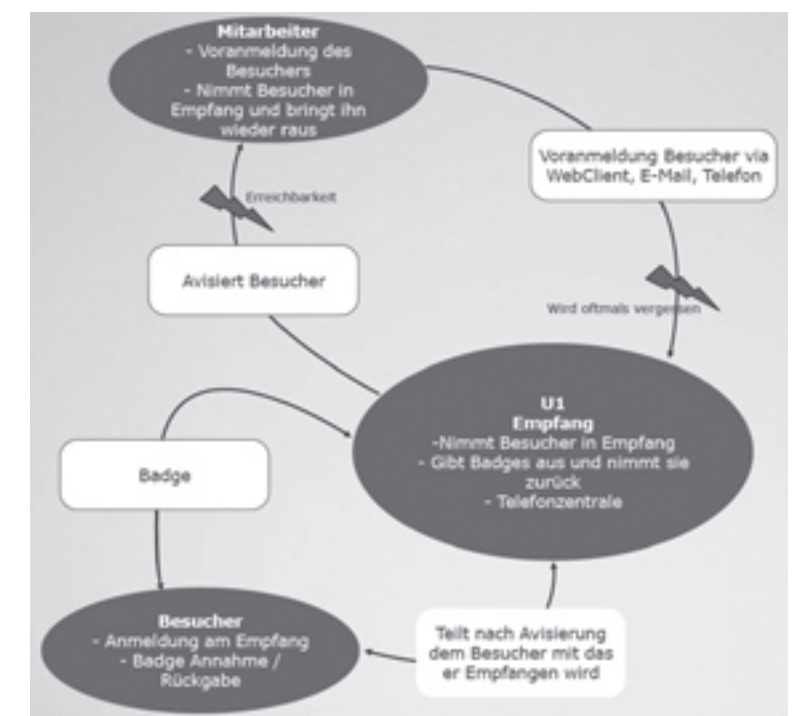 Mitarbeiter
- Voranmeldung des
Besuchers
- Nimmt Besucher in
Empfang und bringt ihn
wieder raus
Voranmeldung Besucher via
WebClient, E-Mail, Telefon
Erreichbarkeit
Avisiert Besucher
Wird oftmals vergessen
U1
Empfang
-Nimmt Besucher in Empfang
- Gibt Badges aus und nimmt sie
zurück
- Telefonzentrale
Badge
Besucher
- Anmeldung am Empfang
- Badge Annahme /
Rückgabe
Teilt nach Avisierung
dem Besucher mit das
er Empfangen wird